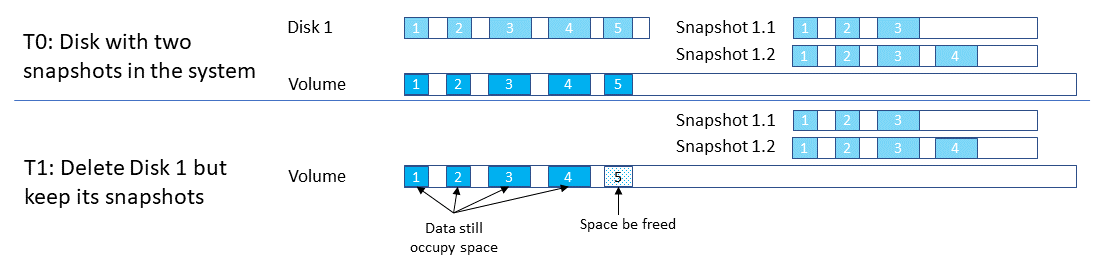 T0: Disk with two
snapshots in the system
Disk 1
1 2 3 4 5
Snapshot 1.1
1 2 3
Snapshot 1.2
1 2 3 4
Volume
1 2 3 4 5
T1: Delete Disk 1 but
keep its snapshots
Snapshot 1.1
1 2 3
Snapshot 1.2
1 2 3 4
Volume
1 2 3 4 5
Data still
occupy space
Space be freed